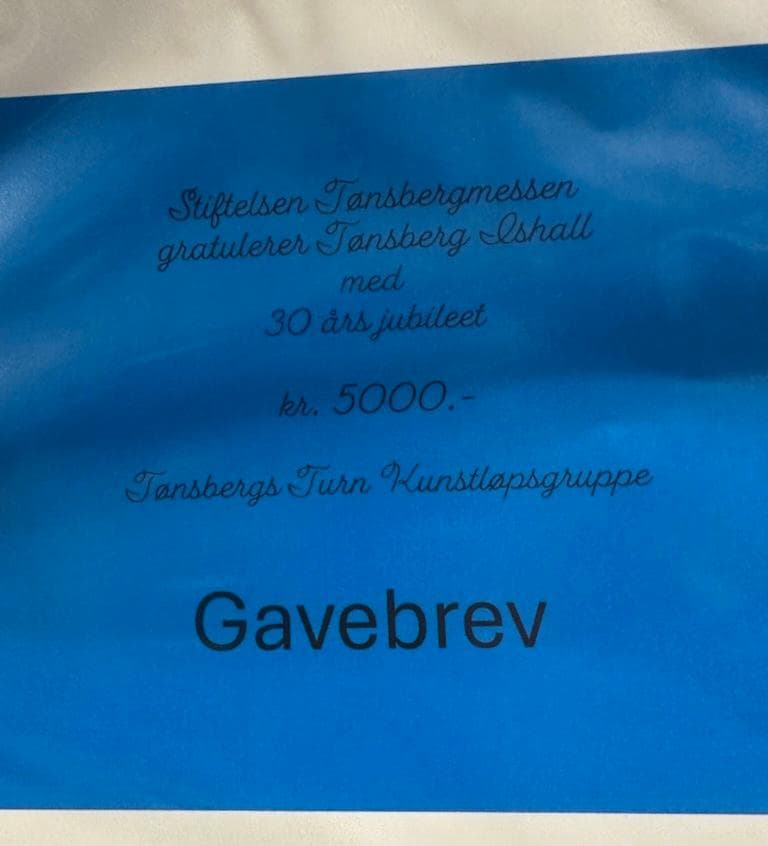 Stiftelsen Tønsbergmessen
gratulerer Tønsberg Ishall
med
30 års jubileet
kr. 5000.-
Tønsbergs Turn Kunstløpsgruppe
Gavebrev